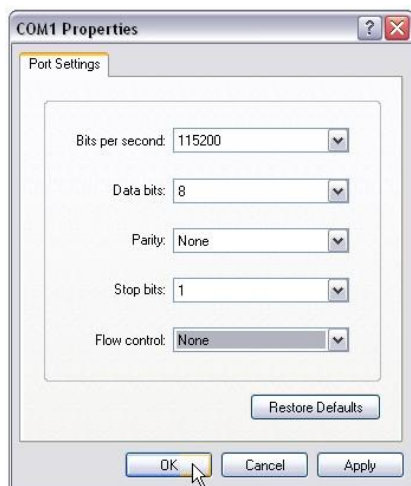 COM1 Properties
Port Settings
Bits per second: 115200
Data bits: 8
Parity: None
Stop bits: 1
Flow control: None
Restore Defaults
OK Cancel Apply